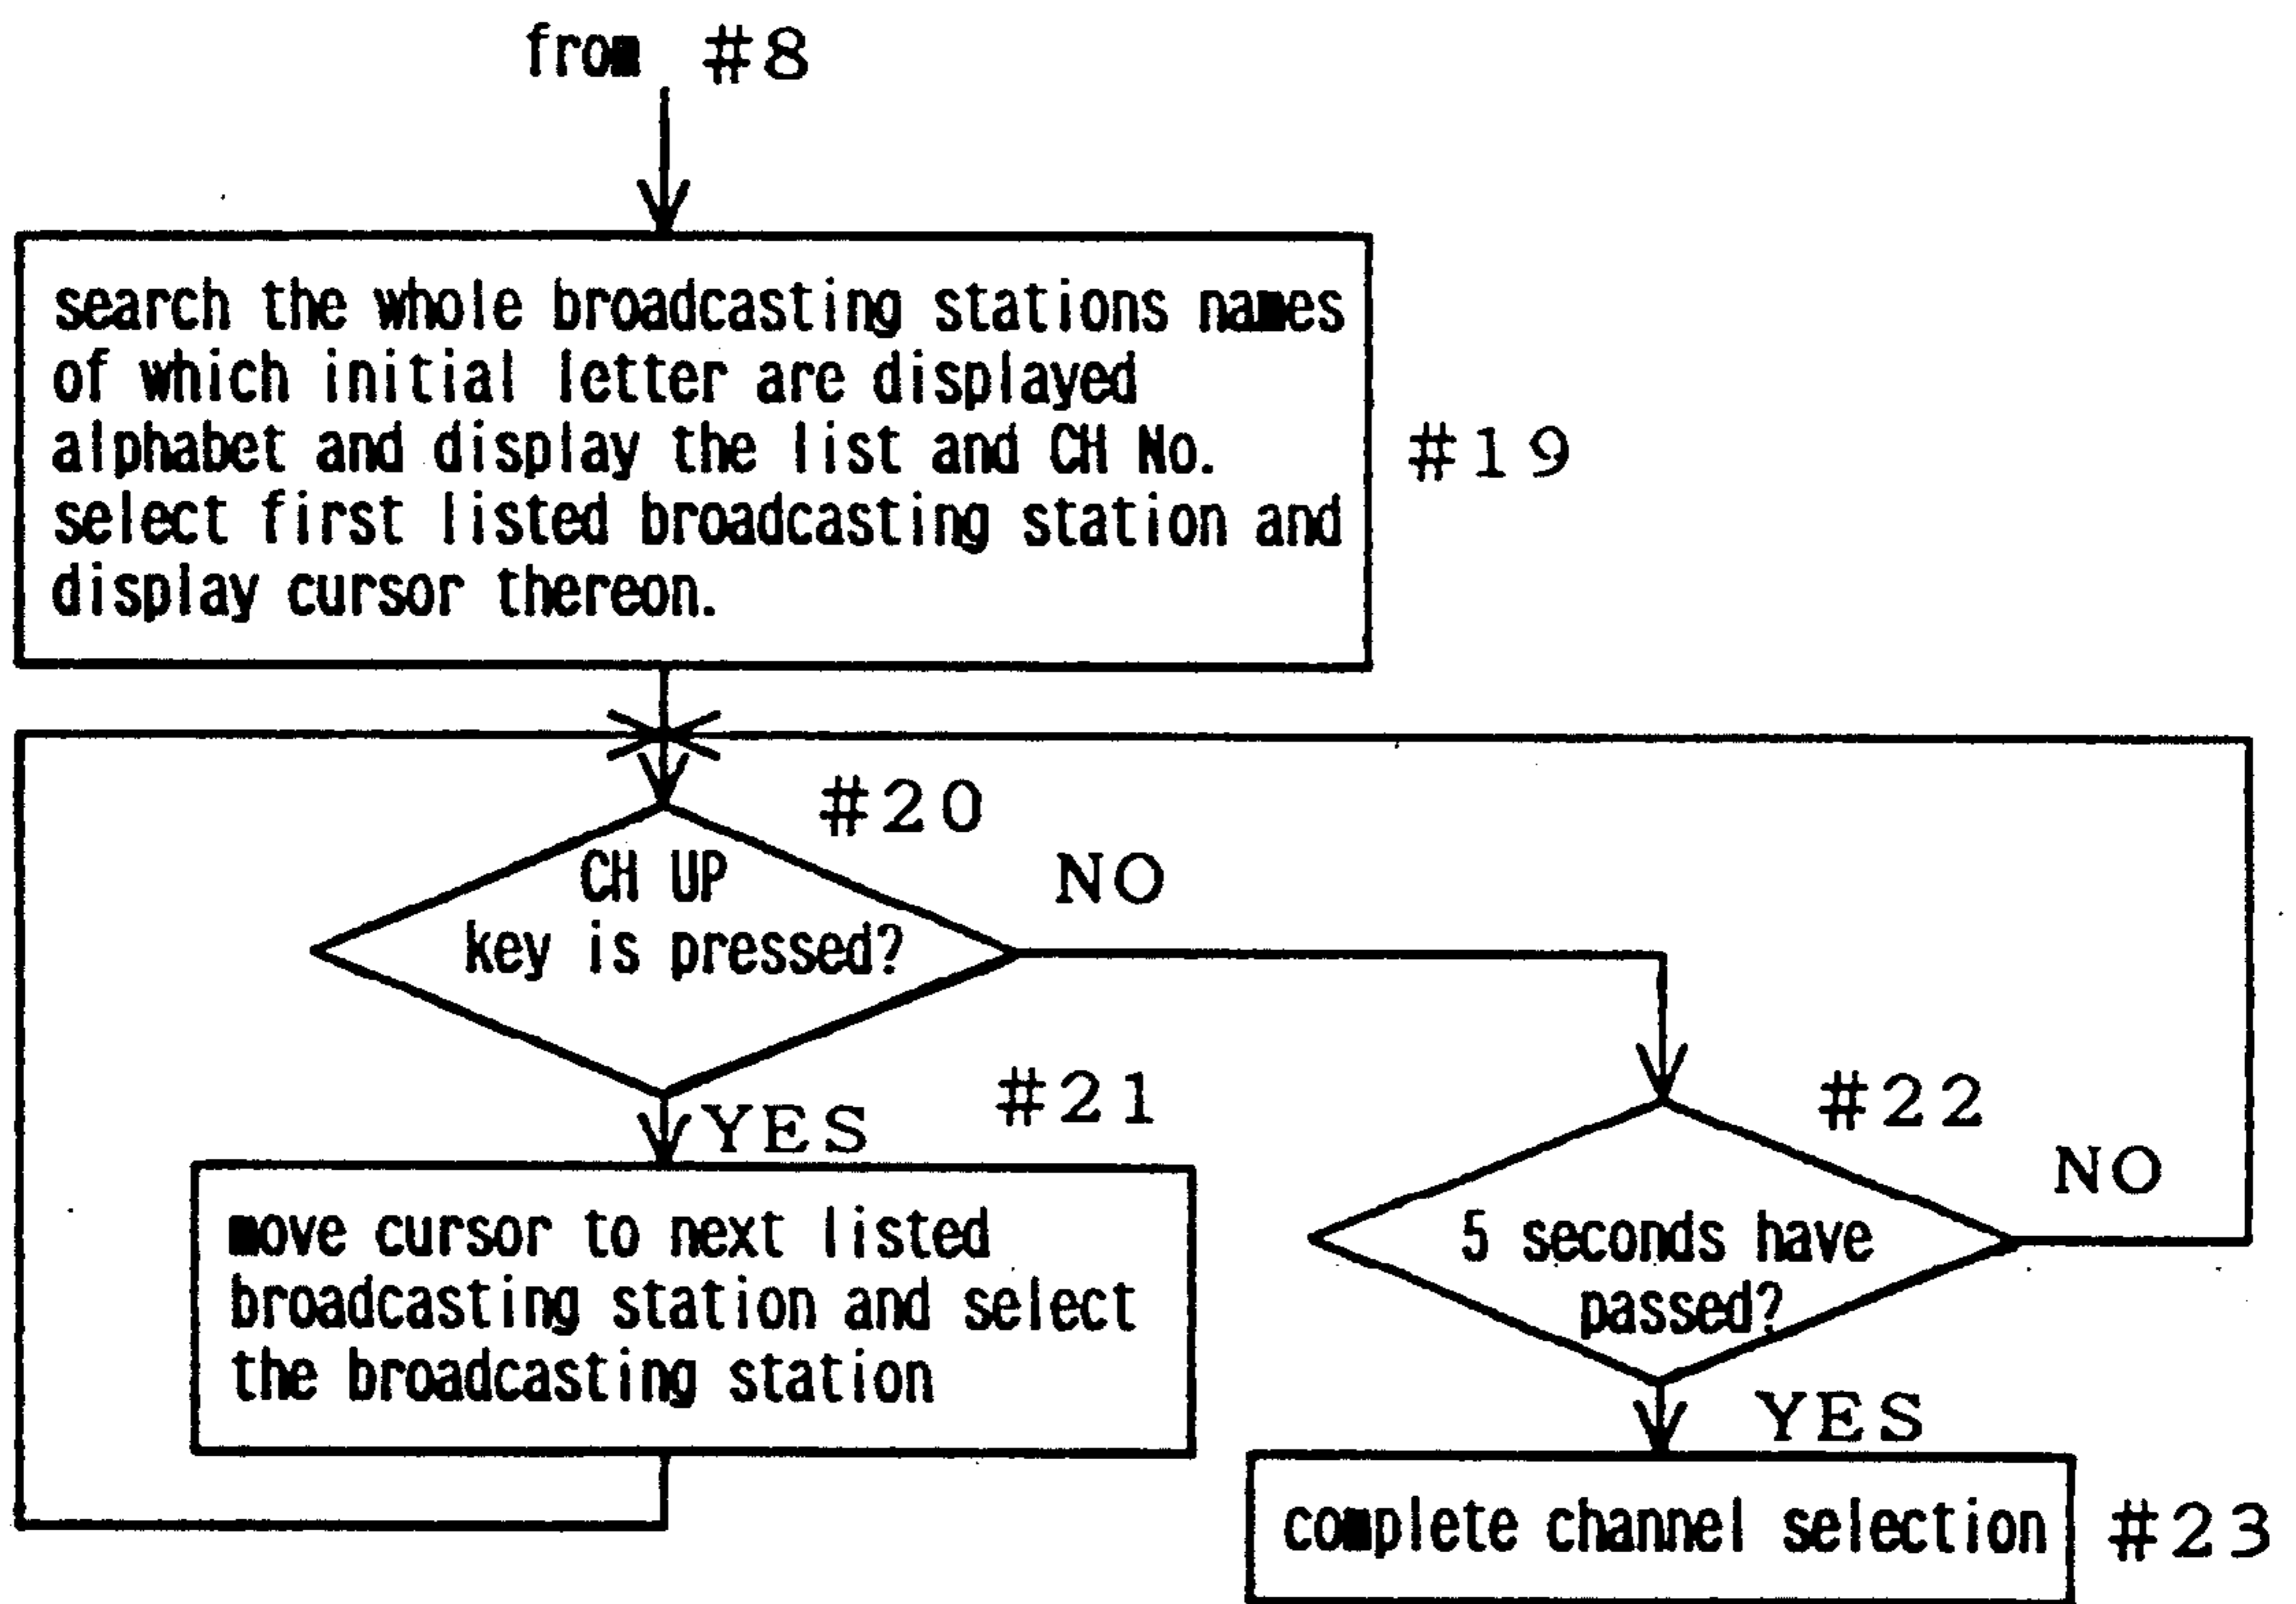 from #8
search the whole broadcasting stations names
of which initial letter are displayed
alphabet and display the list and CH No.
select first listed broadcasting station and
display cursor thereon.
#19
#20
CH UP
key is pressed?
NO
YES
#21
move cursor to next listed
broadcasting station and select
the broadcasting station
#22
5 seconds have
passed?
NO
YES
complete channel selection
#23